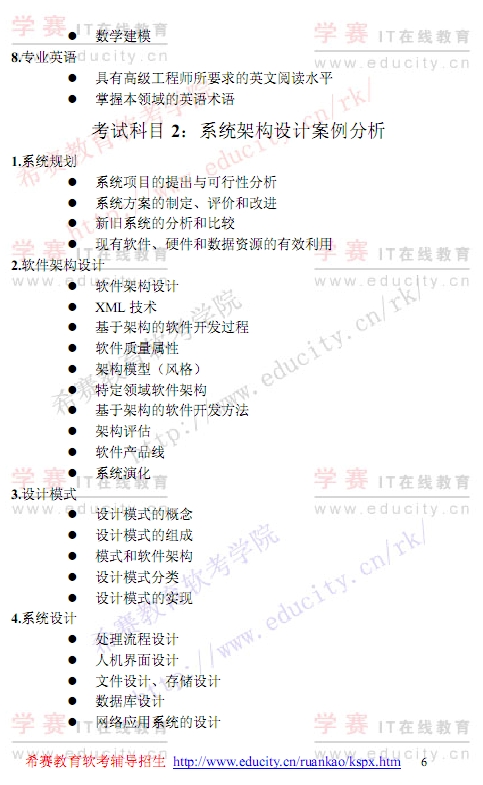 学赛 IT在线教育
www.educity.cn
● 数学建模
8.专业英语
● 具有高级工程师所要求的英文阅读水平
● 掌握本领域的英语术语
考试科目 2：系统架构设计案例分析
1.系统规划
● 系统项目的提出与可行性分析
● 系统方案的制定、评价和改进
● 新旧系统的分析和比较
● 现有软件、硬件和数据资源的有效利用
2.软件架构设计
● 软件架构设计
● XML 技术
● 基于架构的软件开发过程
● 软件质量属性
● 架构模型（风格）
● 特定领域软件架构
● 基于架构的软件开发方法
● 架构评估
● 软件产品线
● 系统演化
3.设计模式
● 设计模式的概念
● 设计模式的组成
● 模式和软件架构
● 设计模式分类
● 设计模式的实现
4.系统设计
● 处理流程设计
● 人机界面设计
● 文件设计、存储设计
● 数据库设计
● 网络应用系统的设计
希赛教育软考学院
http://www.educity.cn/rk/
希赛教育软考辅导招生 http://www.educity.cn/ruankao/kspx.htm 6